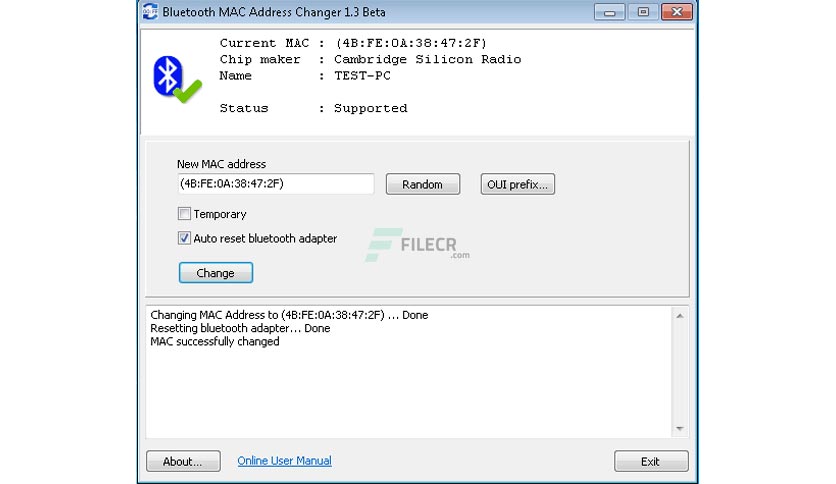 Bluetooth MAC Address Changer 1.3 Beta
Current MAC : (4B:FE:0A:38:47:2F)
Chip maker : Cambridge Silicon Radio
Name : TEST-PC
Status : Supported
New MAC address
(4B:FE:0A:38:47:2F)
Random
OUI prefix...
Temporary
Auto reset bluetooth adapter
FILECR
.com
Change
Changing MAC Address to (4B:FE:0A:38:47:2F) ... Done
Resetting bluetooth adapter... Done
MAC successfully changed
About...
Online User Manual
Exit